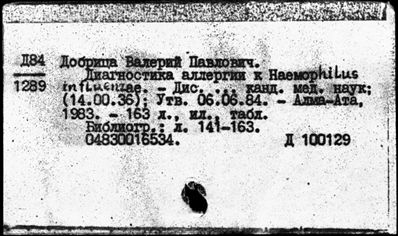 Д84
1289
Добрица Валерий Павлович.
Диагностика аллергии к Haemophilus
influenzae. - Дис. ... канд. мед. наук;
(14.00.36); Утв. 06.06.84. - Алма-Ата,
1983. - 163 л., ил., табл.
Библиогр.: л. 141-163.
04830016534. Д 100129